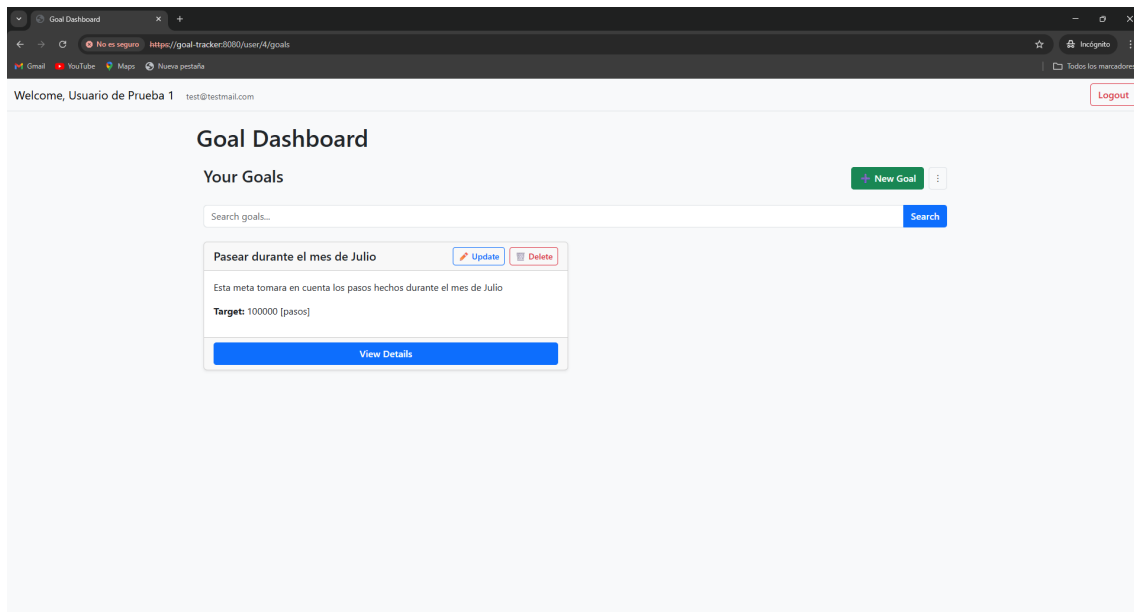 Goal Dashboard
No es seguro https://goal-tracker:8080/user/4/goals Incógnito
Gmail YouTube Maps Nueva pestaña Todos los marcadores
Welcome, Usuario de Prueba 1 test@testmail.com Logout
Goal Dashboard
Your Goals New Goal
Search goals... Search
Pasear durante el mes de Julio Update Delete
Esta meta tomara en cuenta los pasos hechos durante el mes de Julio
Target: 100000 [pasos]
View Details